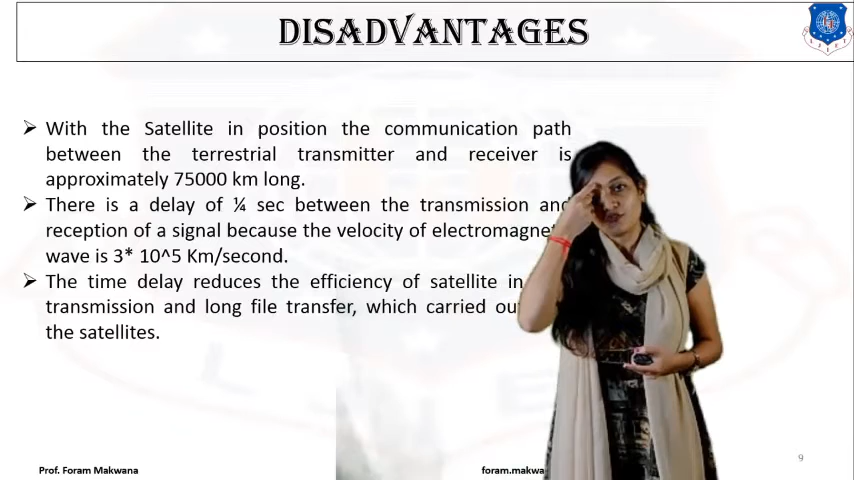 DISADVANTAGES
➢ With the Satellite in position the communication path
between the terrestrial transmitter and receiver is
approximately 75000 km long.
➢ There is a delay of ¼ sec between the transmission and
reception of a signal because the velocity of electromagnet
wave is 3* 10^5 Km/second.
➢ The time delay reduces the efficiency of satellite in
transmission and long file transfer, which carried ou
the satellites.
Prof. Foram Makwana
foram.makwa
9